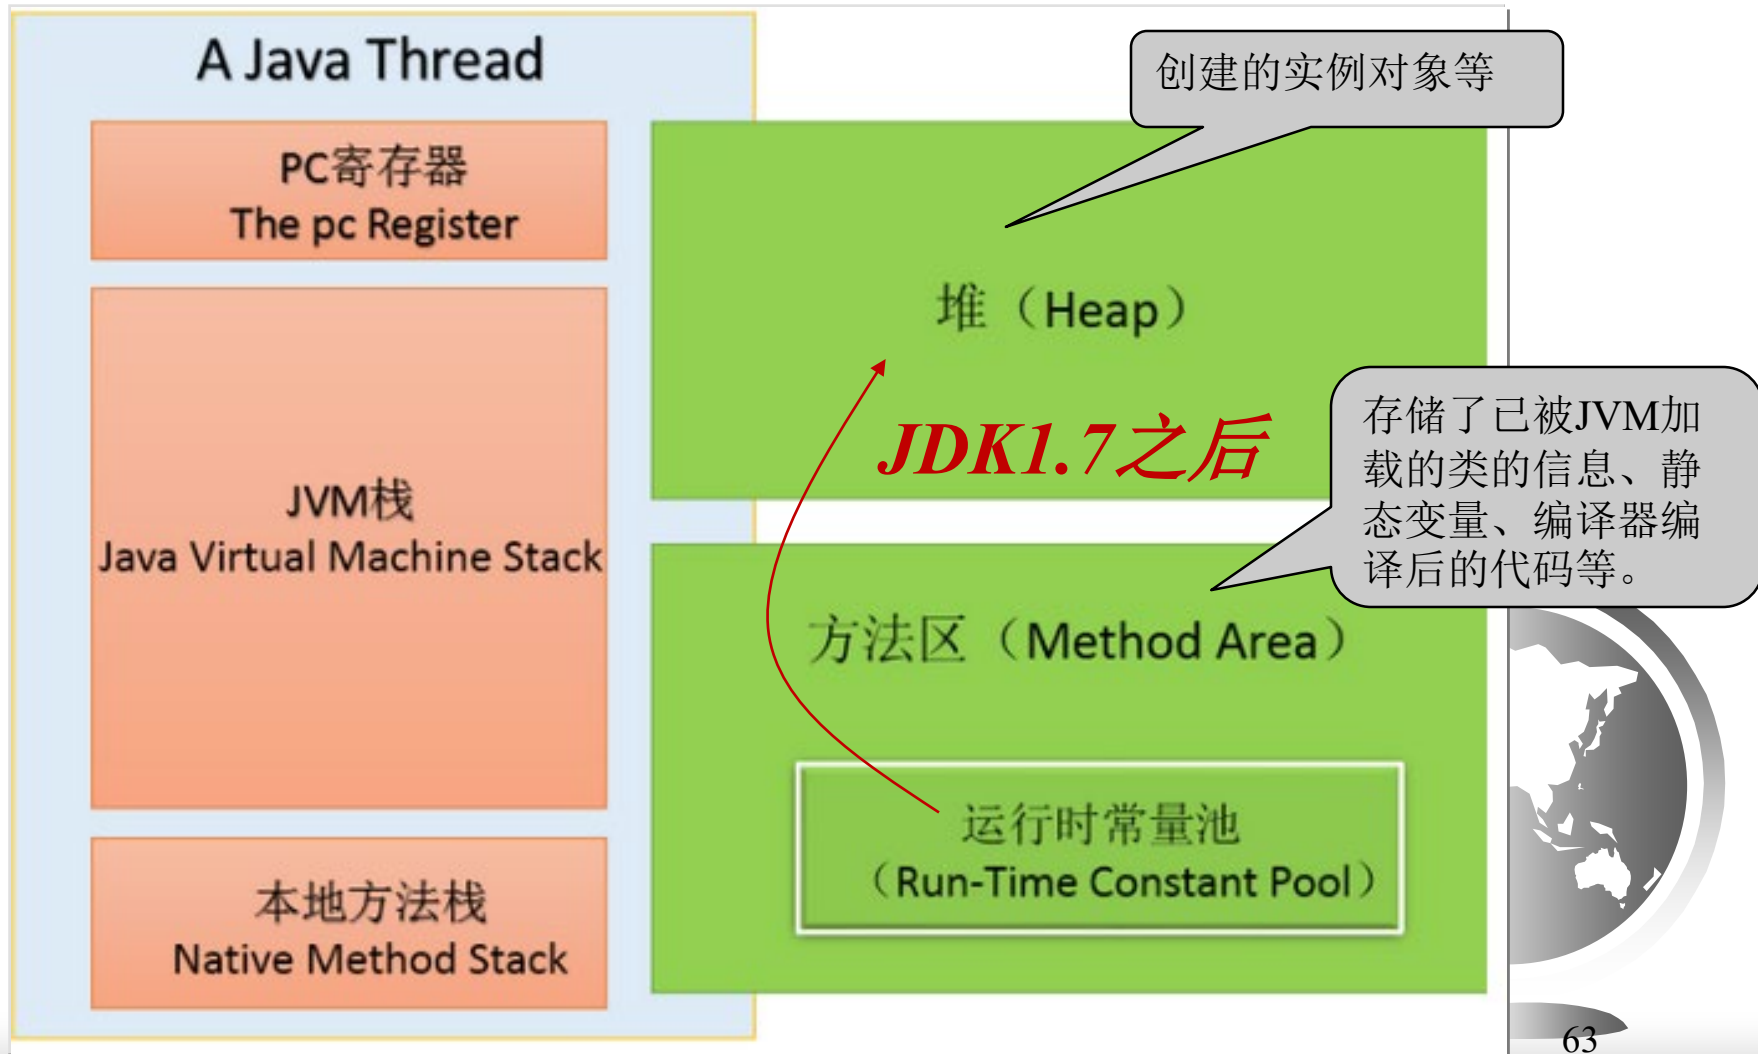 A Java Thread
PC寄存器
The pc Register
JVM栈
Java Virtual Machine Stack
本地方法栈
Native Method Stack
创建的实例对象等
堆（Heap）
JDK1.7之后
存储了已被JVM加
载的类的信息、静
态变量、编译器编
译后的代码等。
方法区（Method Area）
运行时常量池
（Run-Time Constant Pool）
63